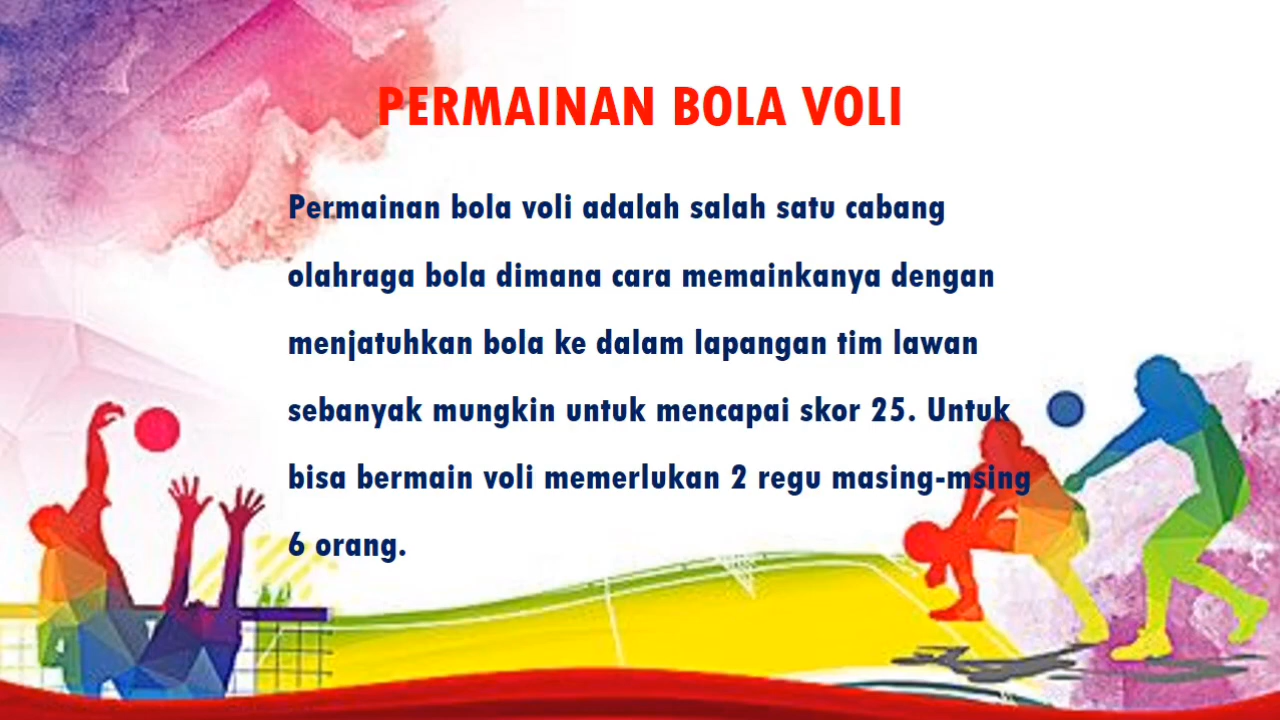 PERMAINAN BOLA VOLI
Permainan bola voli adalah salah satu cabang
olahraga bola dimana cara memainkanya dengan
menjatuhkan bola ke dalam lapangan tim lawan
sebanyak mungkin untuk mencapai skor 25. Untuk
bisa bermain voli memerlukan 2 regu masing-msing
6 orang.